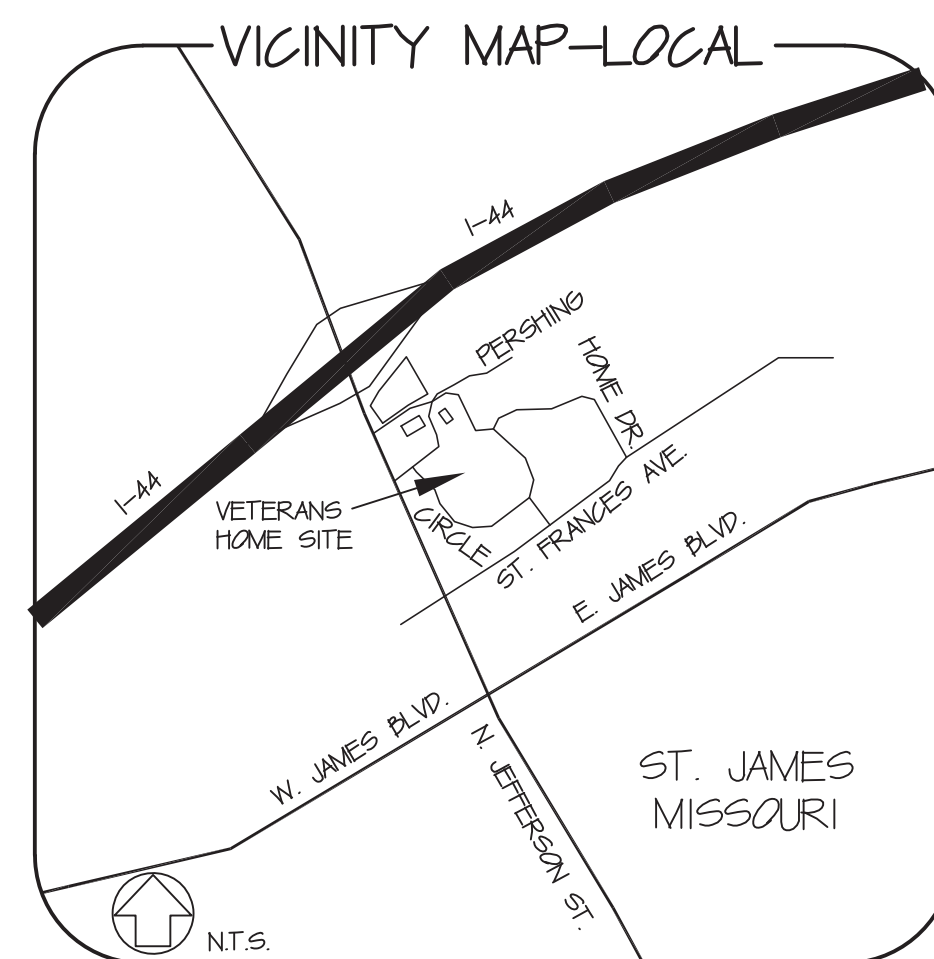 VICINITY MAP-LOCAL
I-44
PERSHING
HOME DR.
I-44
VETERANS
HOME SITE
CIRCLE
ST. FRANCES AVE.
E. JAMES BLVD.
W. JAMES BLVD.
N. JEFFERSON ST.
ST. JAMES
MISSOURI
N.T.S.